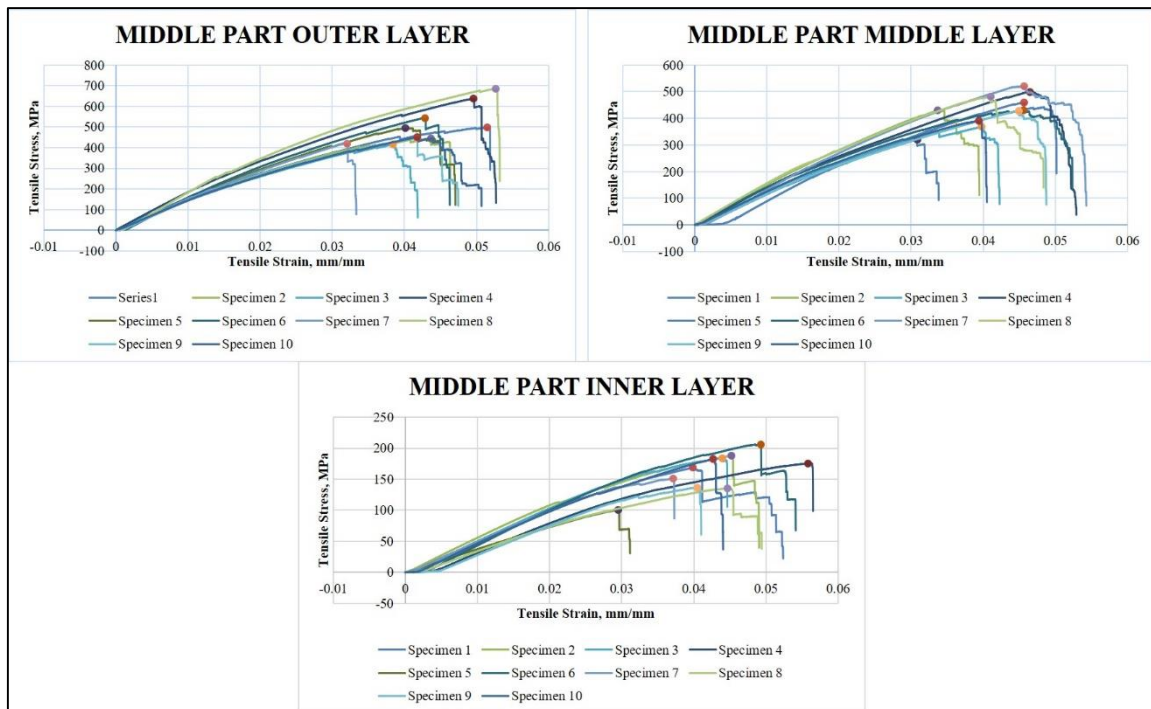 MIDDLE PART OUTER LAYER
Tensile Stress, MPa
800
700
600
500
400
300
200
100
0
-100
-0.01 0 0.01 0.02 0.03 0.04 0.05 0.06
Tensile Strain, mm/mm
Series1 Specimen 2 Specimen 3 Specimen 4
Specimen 5 Specimen 6 Specimen 7 Specimen 8
Specimen 9 Specimen 10
MIDDLE PART MIDDLE LAYER
Tensile Stress, MPa
600
500
400
300
200
100
0
-100
-0.01 0 0.01 0.02 0.03 0.04 0.05 0.06
Tensile Strain, mm/mm
Specimen 1 Specimen 2 Specimen 3 Specimen 4
Specimen 5 Specimen 6 Specimen 7 Specimen 8
Specimen 9 Specimen 10
MIDDLE PART INNER LAYER
Tensile Stress, MPa
250
200
150
100
50
0
-50
-0.01 0 0.01 0.02 0.03 0.04 0.05 0.06
Tensile Strain, mm/mm
Specimen 1 Specimen 2 Specimen 3 Specimen 4
Specimen 5 Specimen 6 Specimen 7 Specimen 8
Specimen 9 Specimen 10